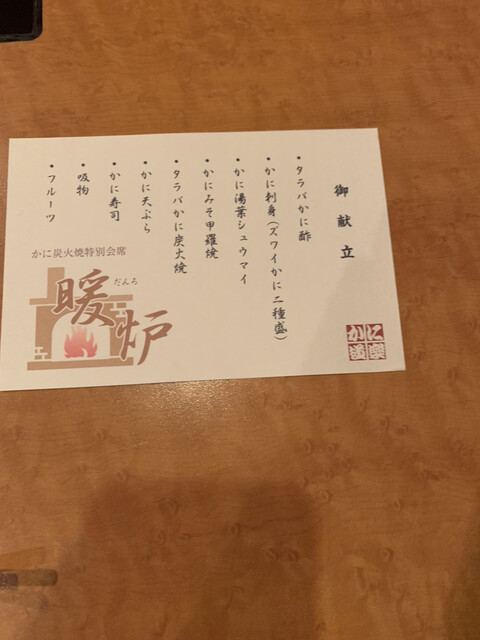 御献立
・タラバかに酢
・かに刺身(ズワイかに二種盛)
・かに湯葉シュウマイ
・かにみそ甲羅焼
・タラバかに炭火焼
・かに天ぷら
・かに寿司
・吸物
・フルーツ
かに炭火焼特別会席
だんろ
暖炉
かに道楽